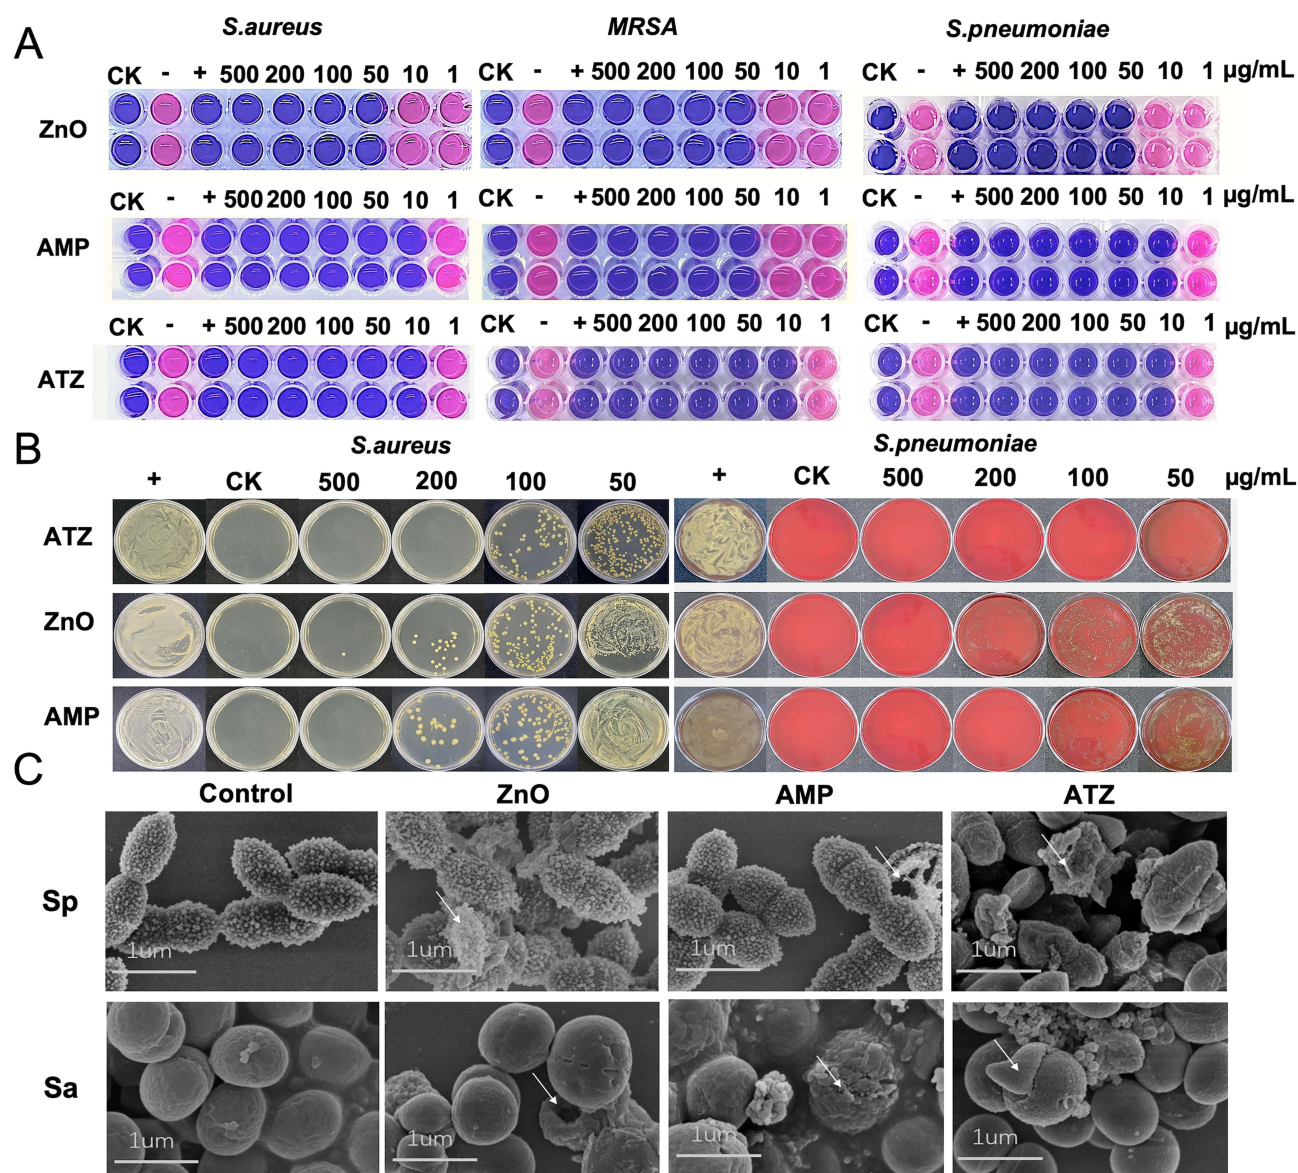 A
S.aureus MRSA S.pneumoniae
CK - + 500 200 100 50 10 1 CK - + 500 200 100 50 10 1 CK - + 500 200 100 50 10 1 µg/mL
ZnO
CK - + 500 200 100 50 10 1 CK - + 500 200 100 50 10 1 CK - + 500 200 100 50 10 1 µg/mL
AMP
CK - + 500 200 100 50 10 1 CK - + 500 200 100 50 10 1 CK - + 500 200 100 50 10 1 µg/mL
ATZ
B
S.aureus S.pneumoniae
+ CK 500 200 100 50 + CK 500 200 100 50 µg/mL
ATZ
ZnO
AMP
C
Control ZnO AMP ATZ
Sp
1um 1um 1um 1um
Sa
1um 1um 1um 1um